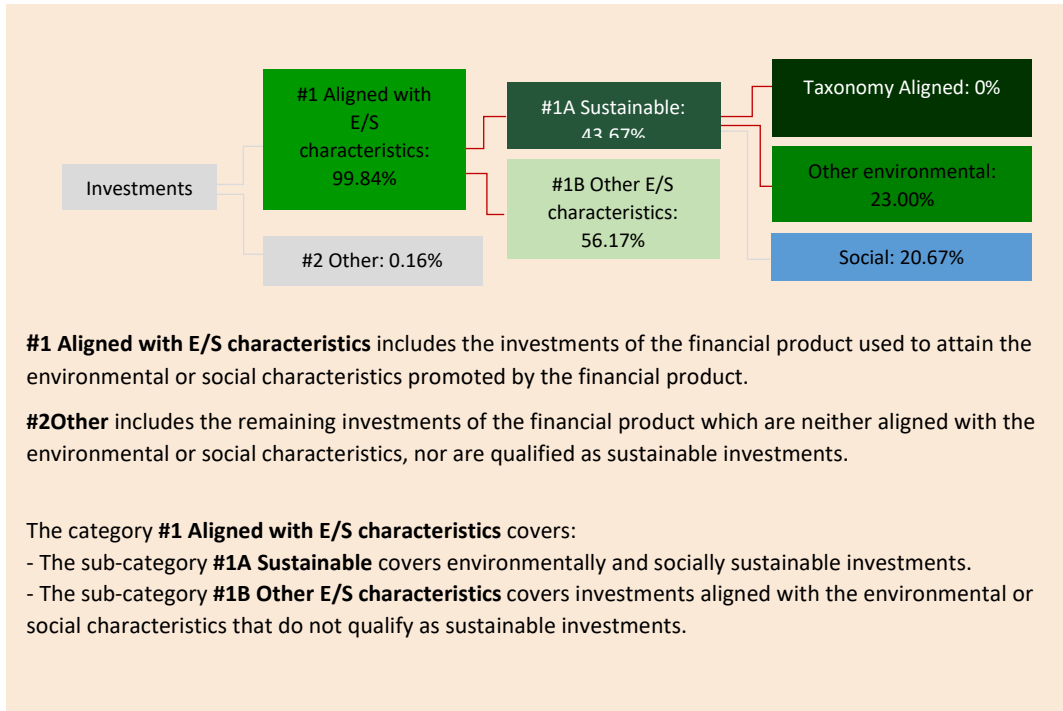 Investments
#1 Aligned with
E/S
characteristics:
99.84%
#2 Other: 0.16%
#1A Sustainable:
43.67%
#1B Other E/S
characteristics:
56.17%
Taxonomy Aligned: 0%
Other environmental:
23.00%
Social: 20.67%
#1 Aligned with E/S characteristics includes the investments of the financial product used to attain the
environmental or social characteristics promoted by the financial product.
#2Other includes the remaining investments of the financial product which are neither aligned with the
environmental or social characteristics, nor are qualified as sustainable investments.
The category #1 Aligned with E/S characteristics covers:
- The sub-category #1A Sustainable covers environmentally and socially sustainable investments.
- The sub-category #1B Other E/S characteristics covers investments aligned with the environmental or
social characteristics that do not qualify as sustainable investments.